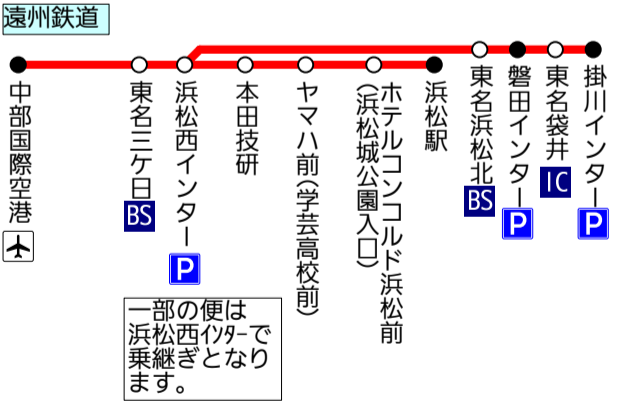 遠州鉄道
中部国際空港
東名三ケ日
BS
浜松西インター
P
本田技研
ヤマハ前(学芸高校前)
ホテルコンコルド浜松前
(浜松城公園入口)
浜松駅
東名浜松北
BS
磐田インター
P
東名袋井
IC
掛川インター
P
一部の便は
浜松西インターで
乗継ぎとなり
ます。